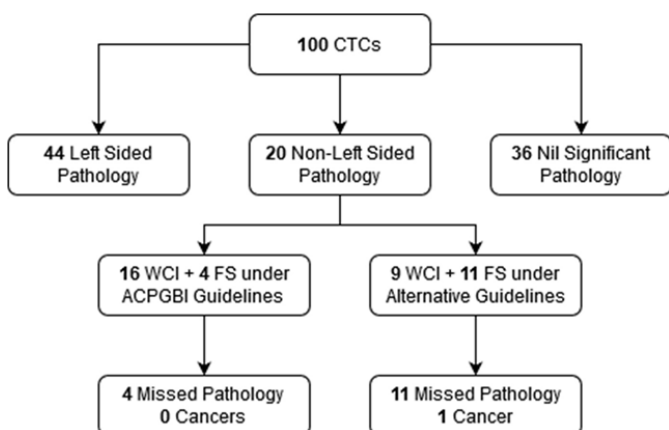 100 CTCs
44 Left Sided
Pathology
20 Non-Left Sided
Pathology
36 Nil Significant
Pathology
16 WCI + 4 FS under
ACPGBI Guidelines
9 WCI + 11 FS under
Alternative Guidelines
4 Missed Pathology
0 Cancers
11 Missed Pathology
1 Cancer